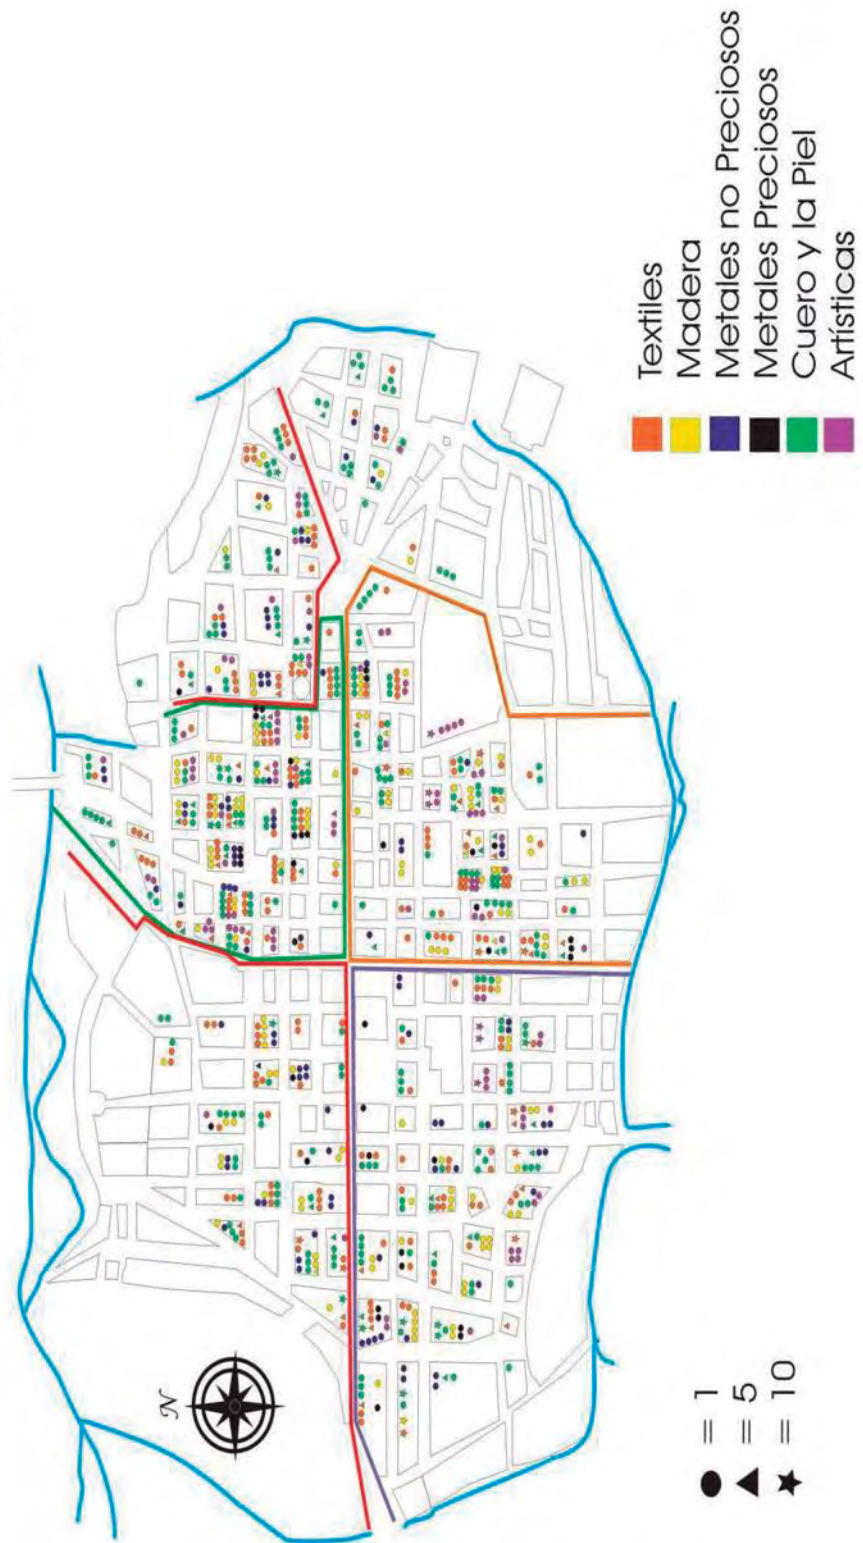 N
Textiles
Madera
Metales no Preciosos
Metales Preciosos
Cuero y la Piel
Artísticas
= 1
= 5
= 10